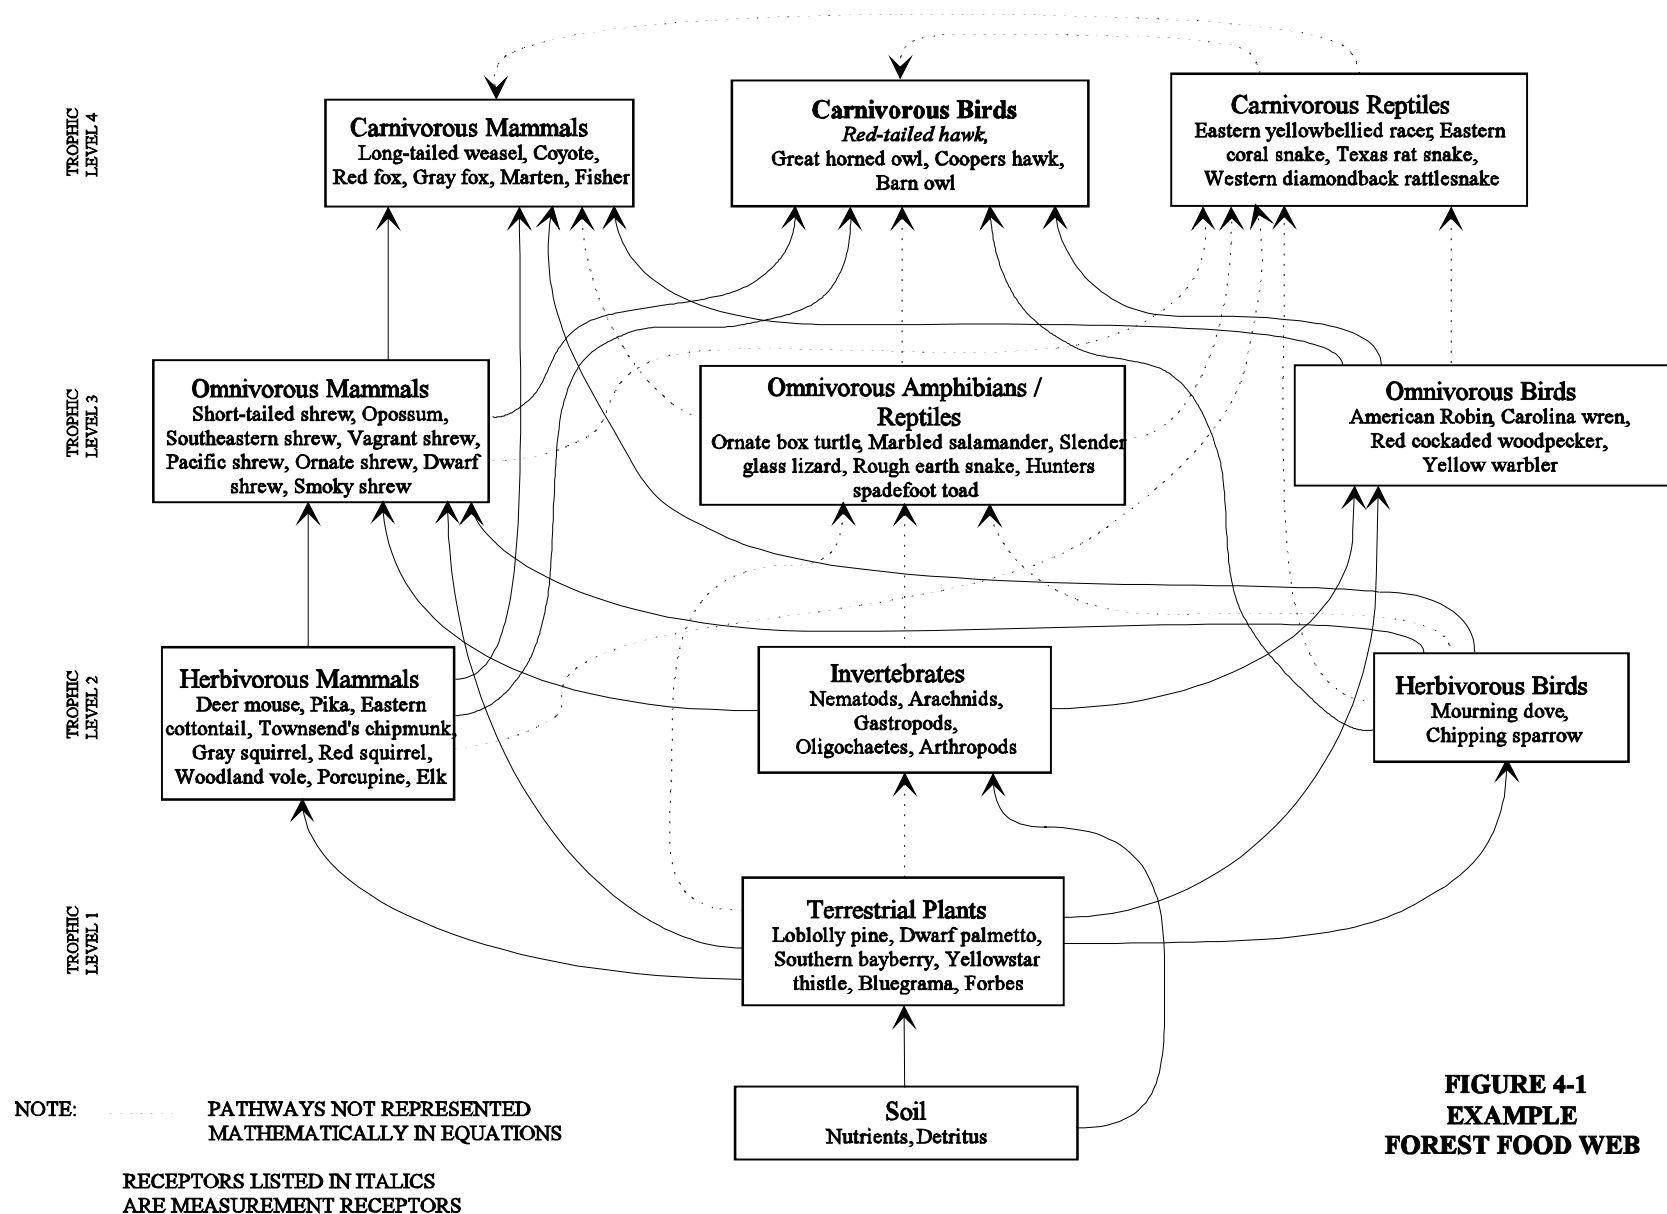 TROPHIC
LEVEL 4
Carnivorous Mammals
Long-tailed weasel, Coyote,
Red fox, Gray fox, Marten, Fisher
Carnivorous Birds
Red-tailed hawk,
Great horned owl, Coopers hawk,
Barn owl
Carnivorous Reptiles
Eastern yellowbellied racer, Eastern
coral snake, Texas rat snake,
Western diamondback rattlesnake
TROPHIC
LEVEL 3
Omnivorous Mammals
Short-tailed shrew, Opossum,
Southeastern shrew, Vagrant shrew,
Pacific shrew, Ornate shrew, Dwarf
shrew, Smoky shrew
Omnivorous Amphibians /
Reptiles
Ornate box turtle, Marbled salamander, Slender
glass lizard, Rough earth snake, Hunters
spadefoot toad
Omnivorous Birds
American Robin, Carolina wren,
Red cockaded woodpecker,
Yellow warbler
TROPHIC
LEVEL 2
Herbivorous Mammals
Deer mouse, Pika, Eastern
cottontail, Townsend's chipmunk,
Gray squirrel, Red squirrel,
Woodland vole, Porcupine, Elk
Invertebrates
Nematods, Arachnids,
Gastropods,
Oligochaetes, Arthropods
Herbivorous Birds
Mourning dove,
Chipping sparrow
TROPHIC
LEVEL 1
Terrestrial Plants
Loblolly pine, Dwarf palmetto,
Southern bayberry, Yellowstar
thistle, Bluegrama, Forbes
Soil
Nutrients, Detritus
NOTE:
PATHWAYS NOT REPRESENTED
MATHEMATICALLY IN EQUATIONS
RECEPTORS LISTED IN ITALICS
ARE MEASUREMENT RECEPTORS
FIGURE 4-1
EXAMPLE
FOREST FOOD WEB